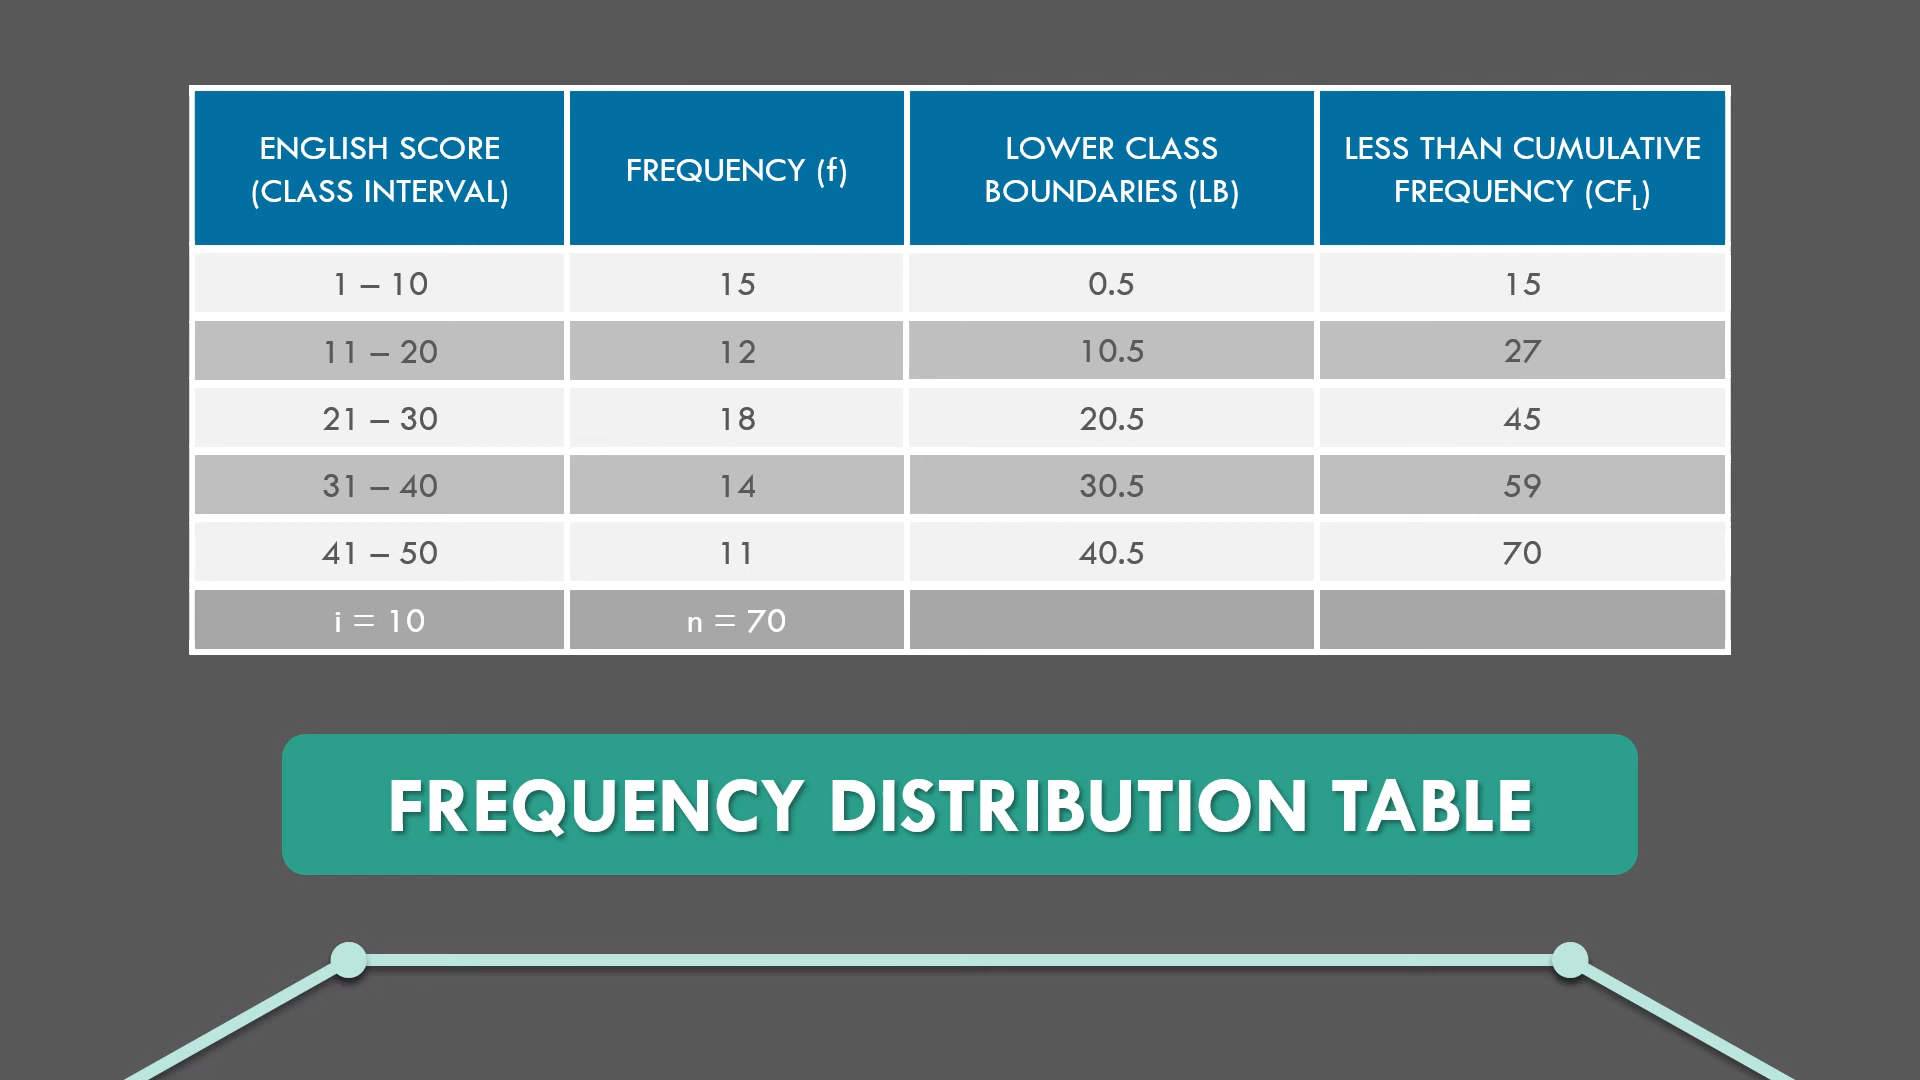 ENGLISH SCORE
(CLASS INTERVAL)
FREQUENCY (f)
LOWER CLASS
BOUNDARIES (LB)
LESS THAN CUMULATIVE
FREQUENCY (CFL)
1 – 10 15 0.5 15
11 – 20 12 10.5 27
21 – 30 18 20.5 45
31 – 40 14 30.5 59
41 – 50 11 40.5 70
i = 10 n = 70
FREQUENCY DISTRIBUTION TABLE